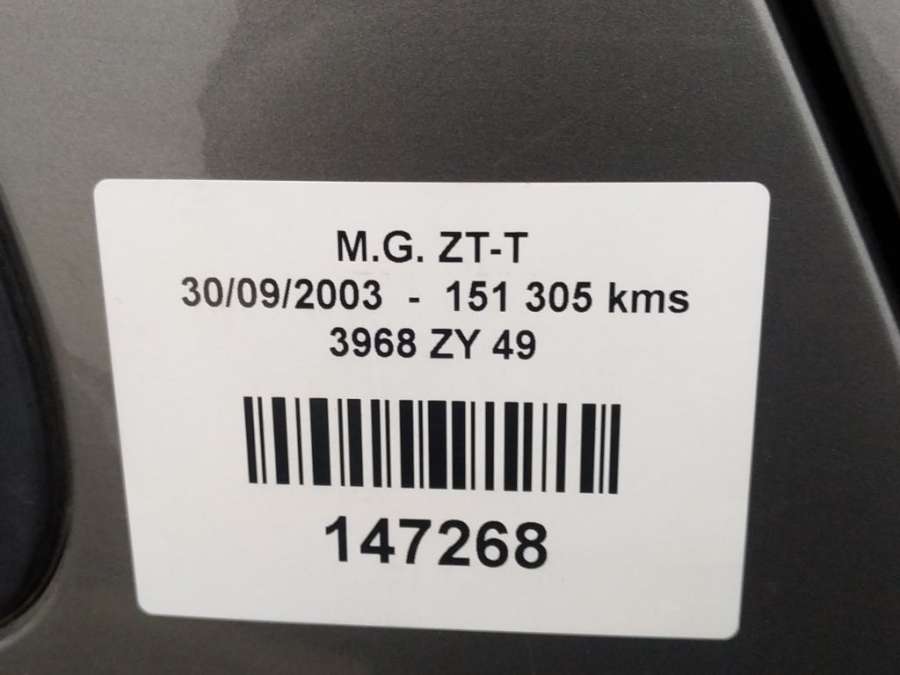 M.G. ZT-T
30/09/2003 - 151 305 kms
3968 ZY 49
147268